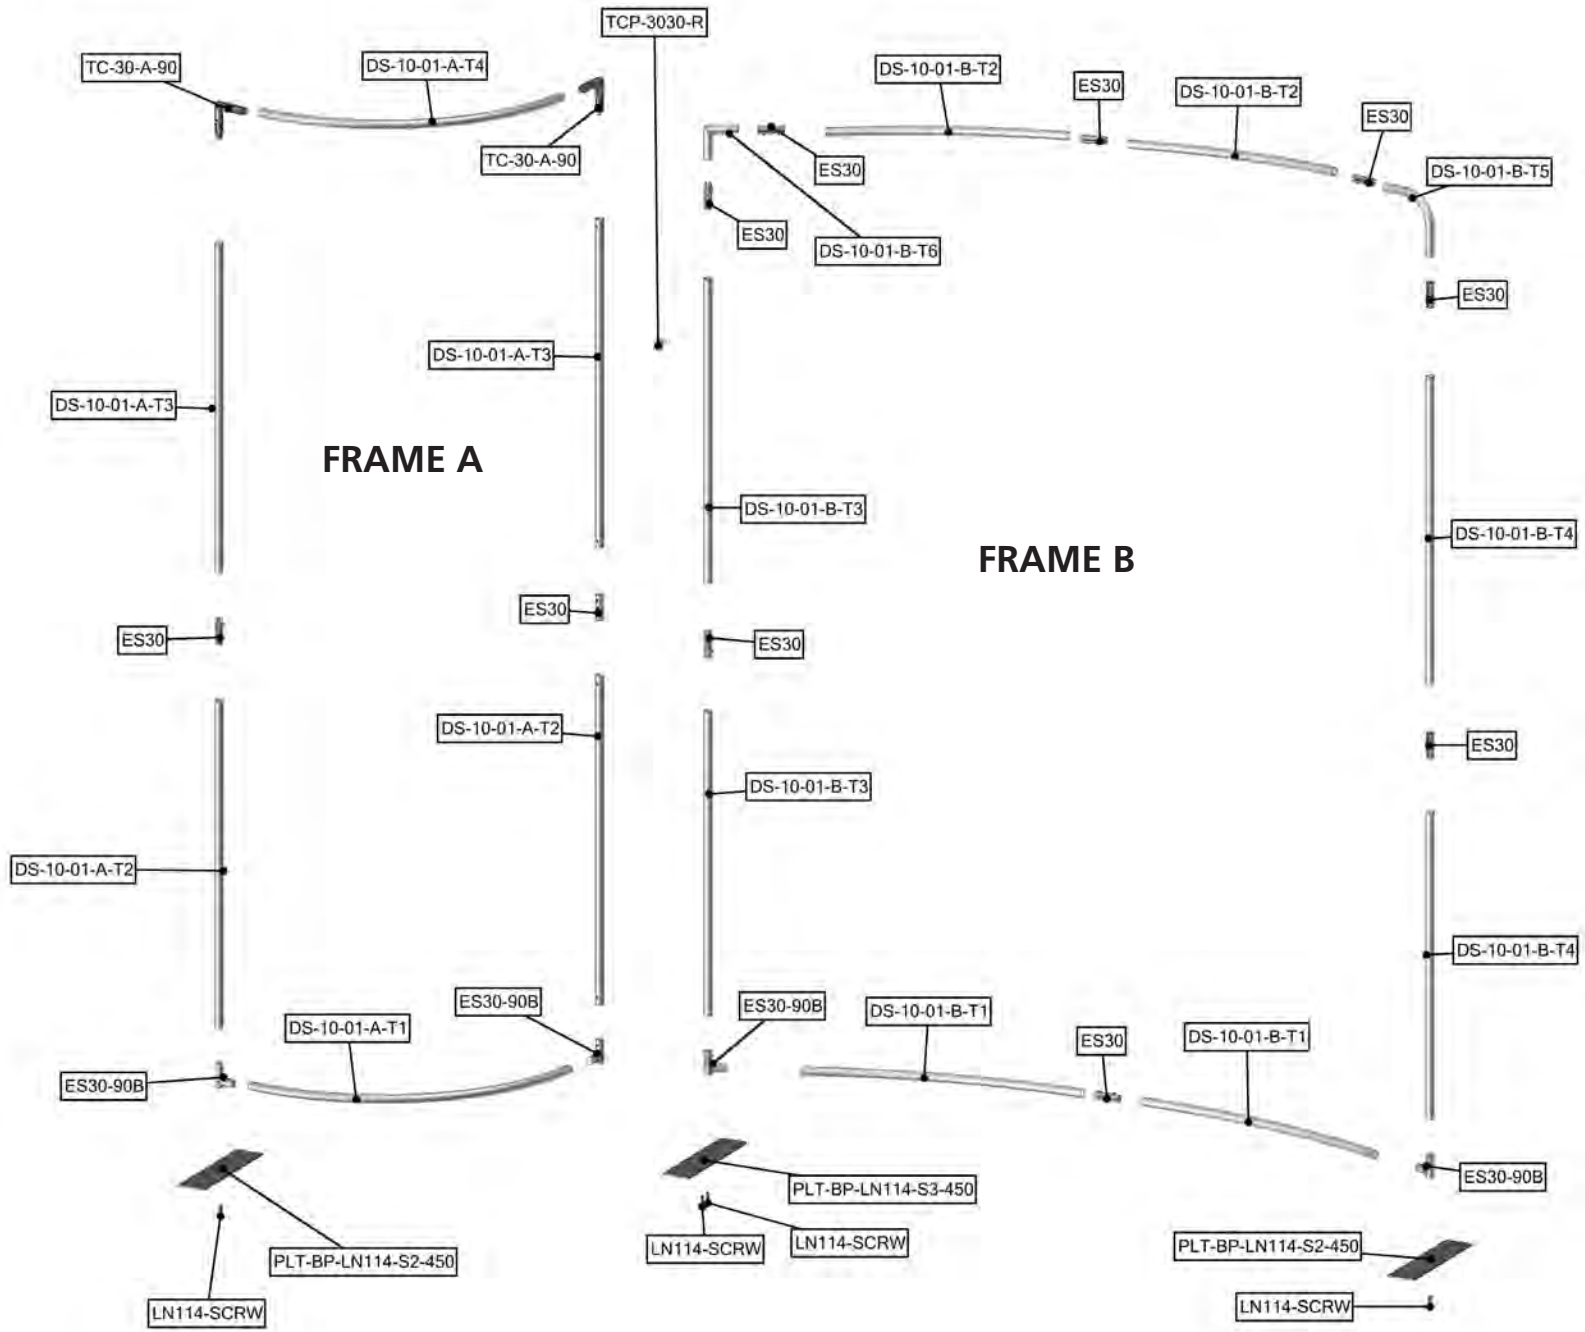 TCP-3030-R
TC-30-A-90
DS-10-01-A-T4
DS-10-01-B-T2
ES30
DS-10-01-B-T2
ES30
TC-30-A-90
ES30
DS-10-01-B-T5
ES30
DS-10-01-B-T6
ES30
DS-10-01-A-T3
DS-10-01-A-T3
FRAME A
DS-10-01-B-T3
FRAME B
DS-10-01-B-T4
ES30
ES30
ES30
ES30
DS-10-01-A-T2
DS-10-01-B-T3
DS-10-01-A-T2
DS-10-01-B-T4
ES30-90B
ES30-90B
DS-10-01-B-T1
DS-10-01-A-T1
ES30
DS-10-01-B-T1
ES30-90B
ES30-90B
PLT-BP-LN114-S3-450
LN114-SCRW
LN114-SCRW
PLT-BP-LN114-S2-450
PLT-BP-LN114-S2-450
LN114-SCRW
LN114-SCRW